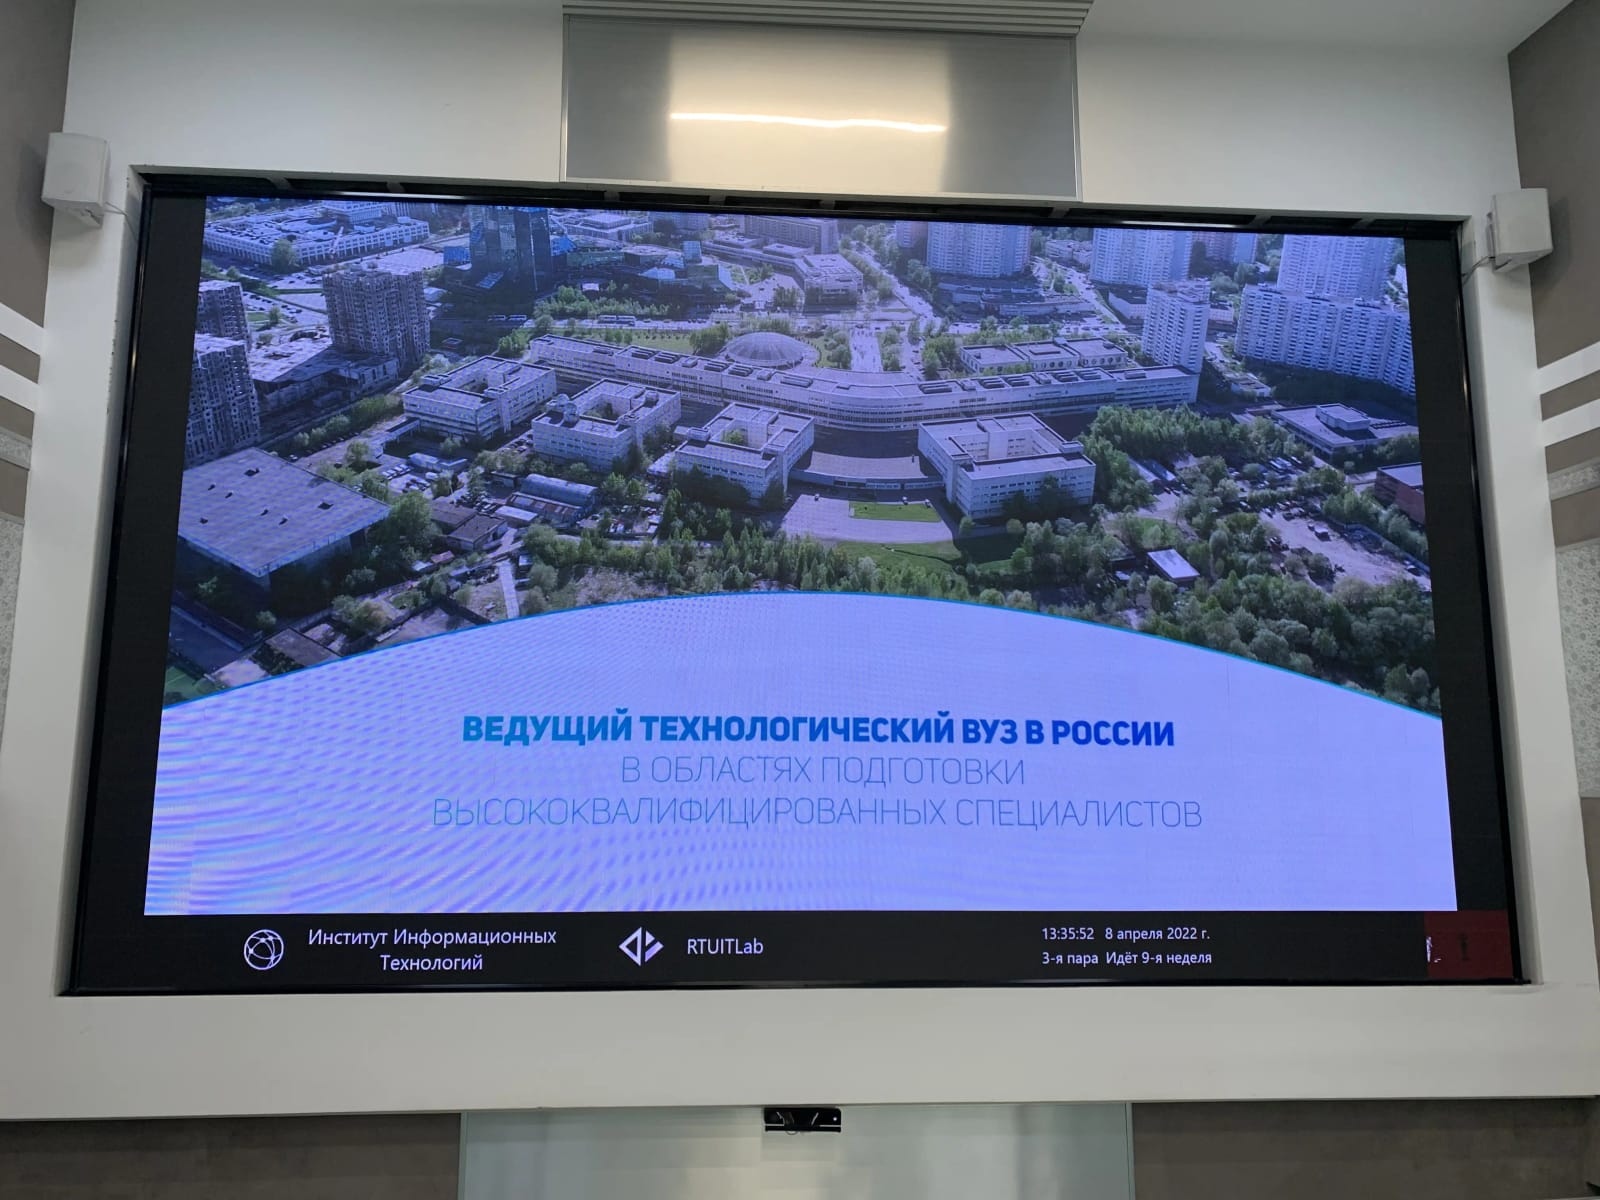 ВЕДУЩИЙ ТЕХНОЛОГИЧЕСКИЙ ВУЗ В РОССИИ
В ОБЛАСТЯХ ПОДГОТОВКИ
ВЫСОКОКВАЛИФИЦИРОВАННЫХ СПЕЦИАЛИСТОВ
Институт Информационных
Технологий
RTUITLab
13:35:52 8 апреля 2022 г.
3-я пара Идёт 9-я неделя